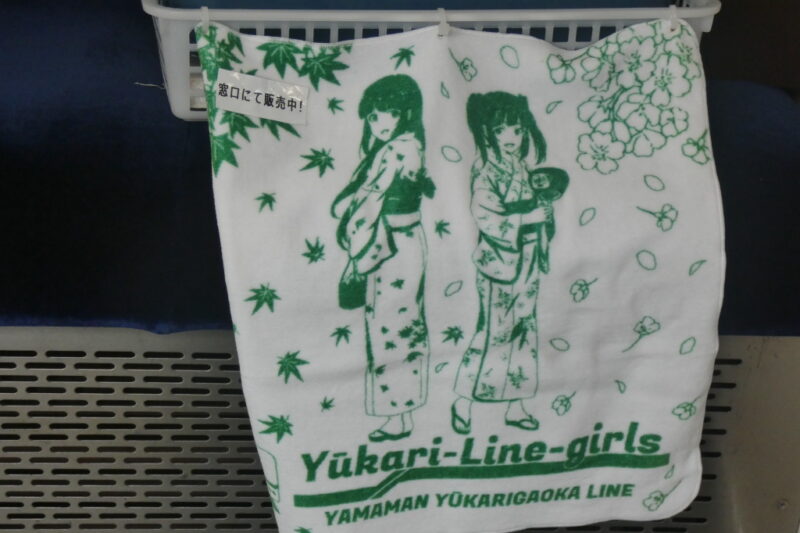 窓口にて販売中!
Yūkari-Line-girls
YAMAMAN YŪKARIGAOKA LINE